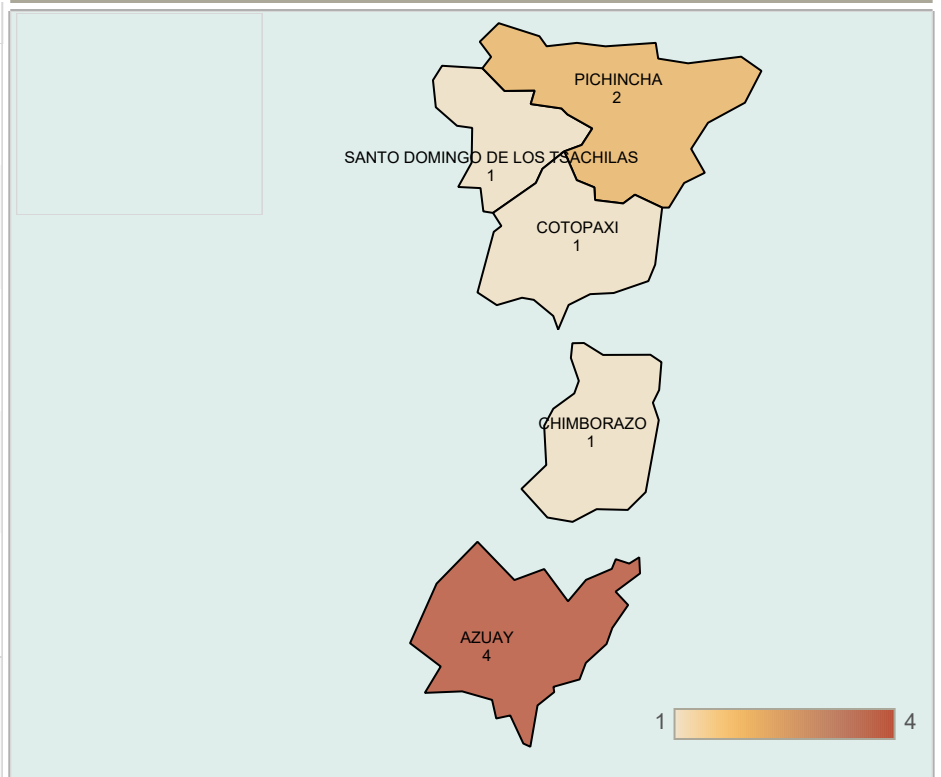 PICHINCHA
2
SANTO DOMINGO DE LOS TSACHILAS
1
COTOPAXI
1
CHIMBORAZO
1
AZUAY
4
1 4